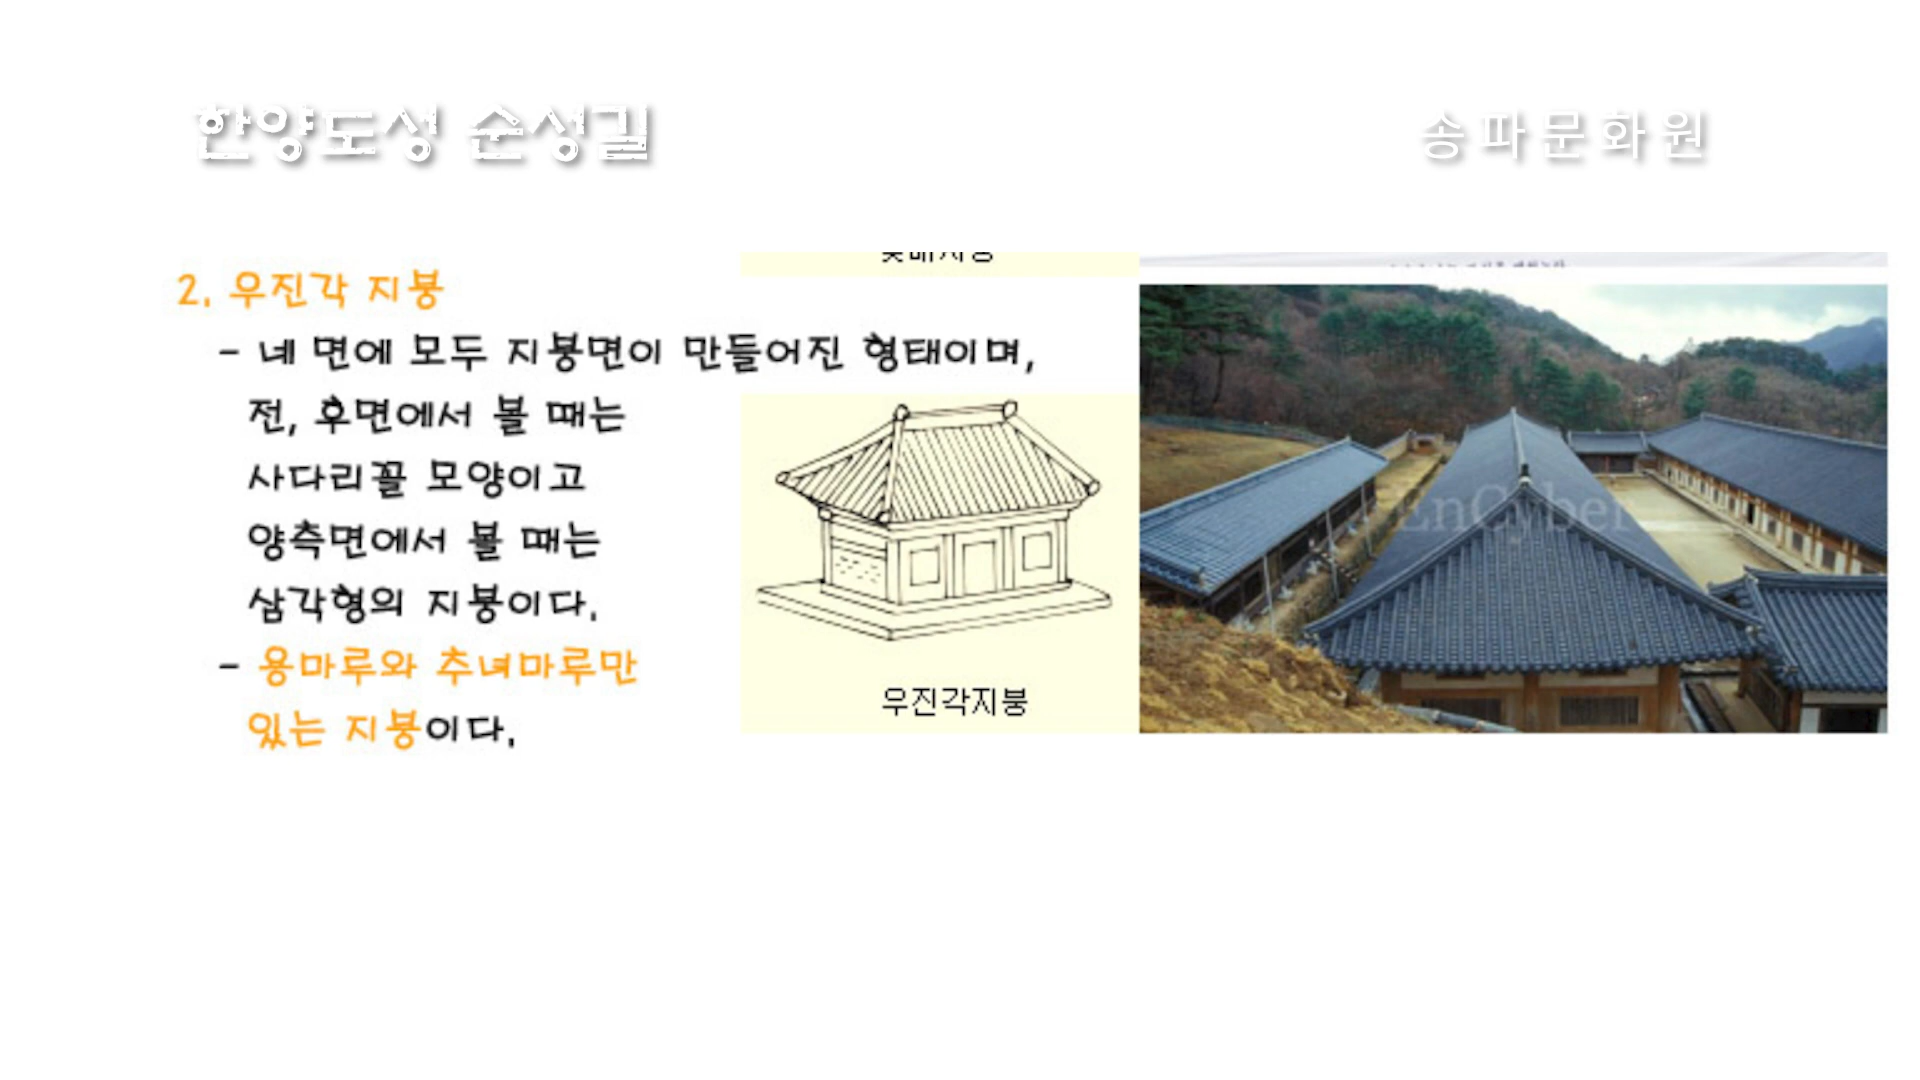 한양도성 순성길
송파문화원
2. 우진각 지붕
- 네 면에 모두 지붕면이 만들어진 형태이며,
전, 후면에서 볼 때는
사다리꼴 모양이고
양측면에서 볼 때는
삼각형의 지붕이다.
- 용마루와 추녀마루만
있는 지붕이다.
우진각지붕
EnCyber